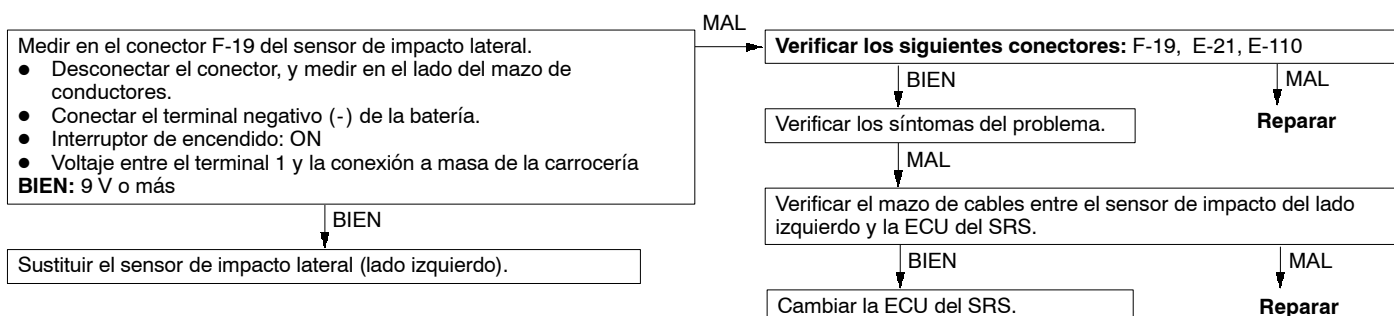 MAL
Medir en el conector F-19 del sensor de impacto lateral.
● Desconectar el conector, y medir en el lado del mazo de
conductores.
● Conectar el terminal negativo (-) de la batería.
● Interruptor de encendido: ON
● Voltaje entre el terminal 1 y la conexión a masa de la carrocería
BIEN: 9 V o más
BIEN
Sustituir el sensor de impacto lateral (lado izquierdo).
Verificar los siguientes conectores: F-19, E-21, E-110
BIEN
MAL
Verificar los síntomas del problema.
Reparar
MAL
Verificar el mazo de cables entre el sensor de impacto del lado
izquierdo y la ECU del SRS.
BIEN
MAL
Cambiar la ECU del SRS.
Reparar